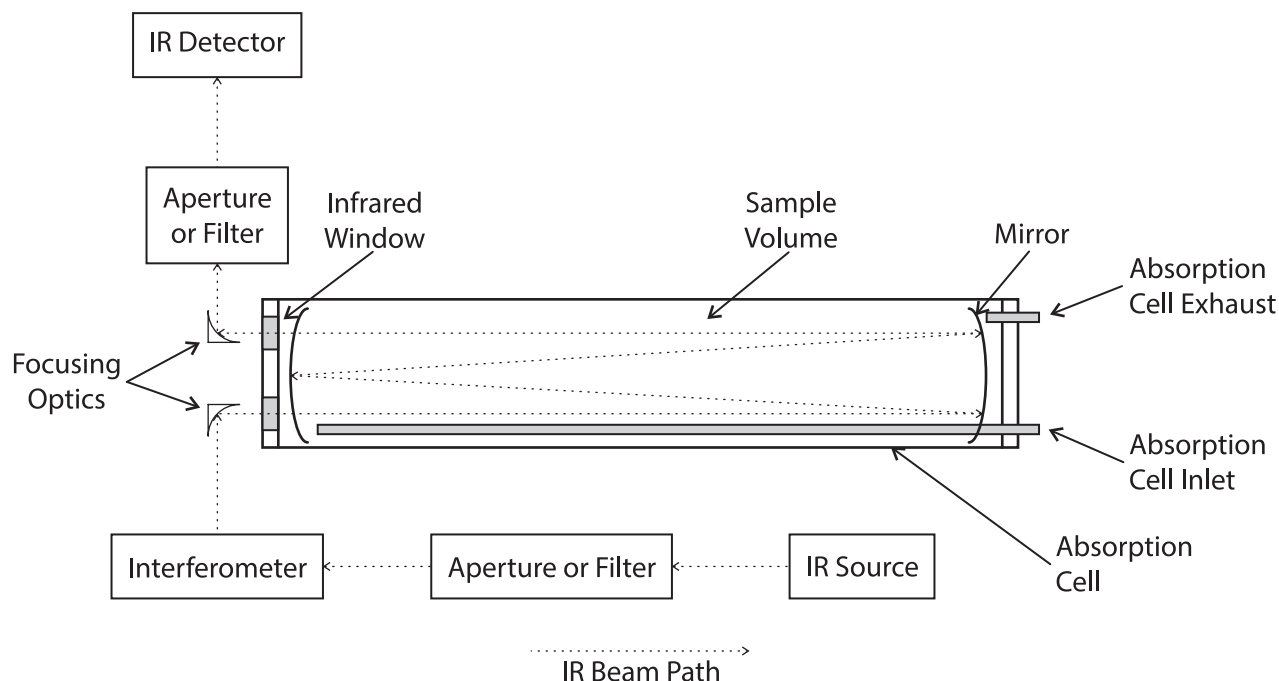 IR Detector
Aperture
or Filter
Infrared
Window
Sample
Volume
Mirror
Absorption
Cell Exhaust
Focusing
Optics
Absorption
Cell Inlet
Interferometer
Aperture or Filter
IR Source
Absorption
Cell
IR Beam Path